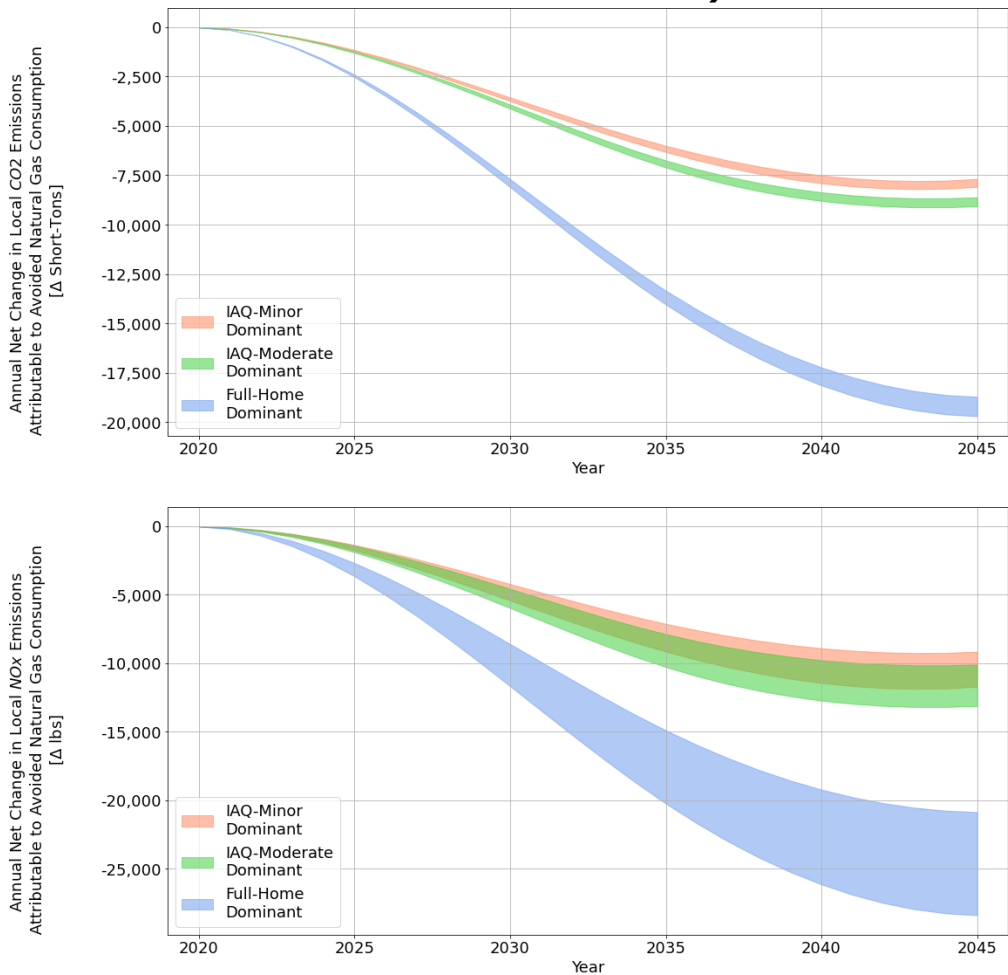 0
-2,500
-5,000
-7,500
-10,000
-12,500
-15,000
-17,500
-20,000
Annual Net Change in Local CO2 Emissions
Attributable to Avoided Natural Gas Consumption
[Δ Short-Tons]
IAQ-Minor
Dominant
IAQ-Moderate
Dominant
Full-Home
Dominant
2020 2025 2030 2035 2040 2045
Year
0
-5,000
-10,000
-15,000
-20,000
-25,000
Annual Net Change in Local NOx Emissions
Attributable to Avoided Natural Gas Consumption
[Δ lbs]
IAQ-Minor
Dominant
IAQ-Moderate
Dominant
Full-Home
Dominant
2020 2025 2030 2035 2040 2045
Year